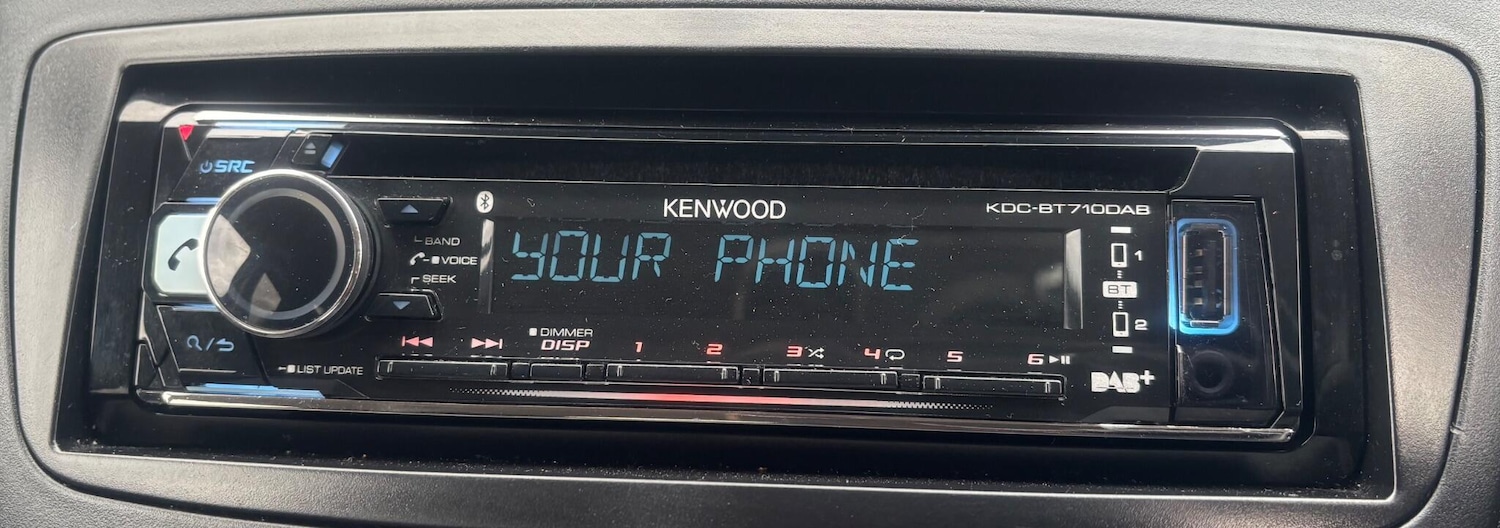 SRC
KENWOOD
KDC-BT710DAB
BAND
VOICE
SEEK
YOUR PHONE
1
BT
2
DIMMER
DISP 1 2 3 4 5 6
LIST UPDATE
DAB+